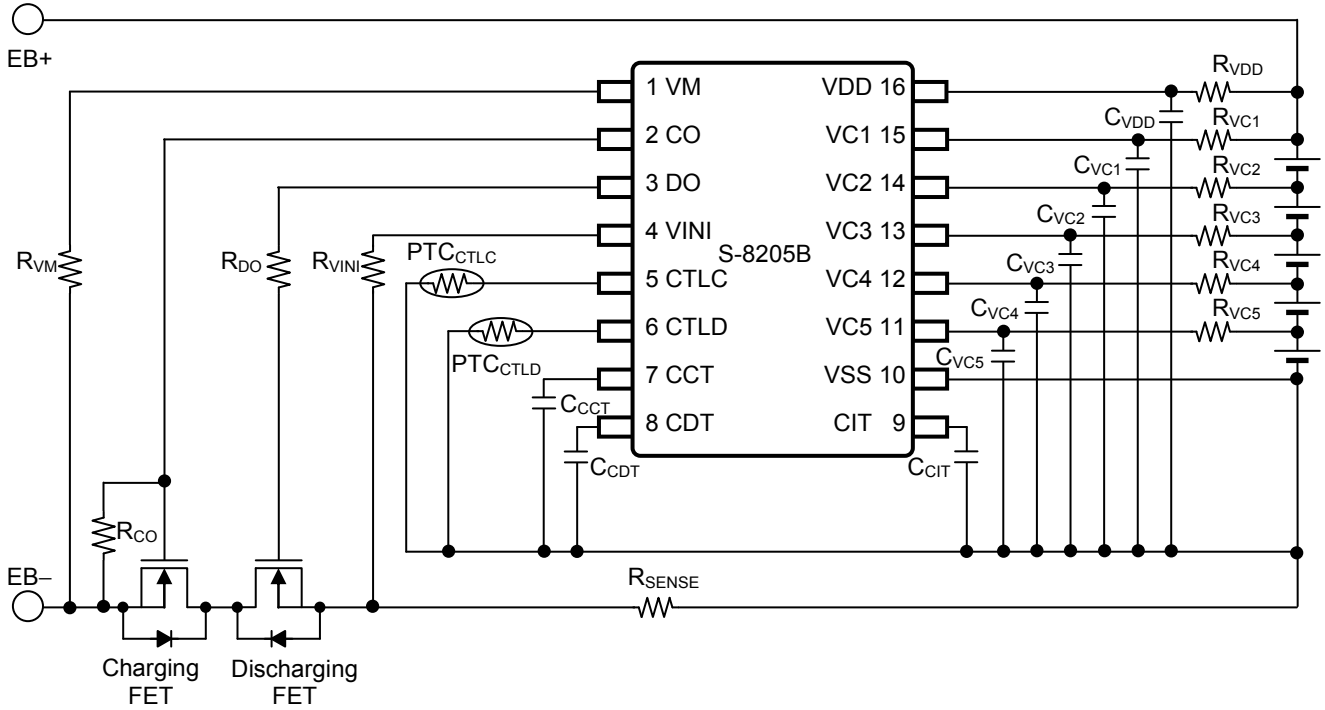 EB+
1 VM
2 CO
3 DO
4 VINI
5 CTLC
6 CTLD
7 CCT
8 CDT
S-8205B
VDD 16
VC1 15
VC2 14
VC3 13
VC4 12
VC5 11
VSS 10
CIT 9
RVDD
RVC1
RVC2
RVC3
RVC4
RVC5
CVDD
CVC1
CVC2
CVC3
CVC4
CVC5
RVM
RDO
RVINI
PTCCTLC
PTCCTLD
CCCT
CCDT
CCIT
RCO
EB−
RSENSE
Charging
FET
Discharging
FET